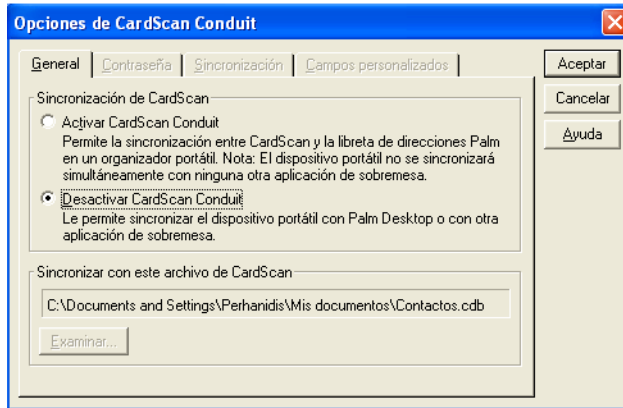 Opciones de CardScan Conduit
General Contraseña Sincronización Campos personalizados
Aceptar
Cancelar
Ayuda
Sincronización de CardScan
Activar CardScan Conduit
Permite la sincronización entre CardScan y la libreta de direcciones Palm
en un organizador portátil. Nota: El dispositivo portátil no se sincronizará
simultáneamente con ninguna otra aplicación de sobremesa.
Desactivar CardScan Conduit
Le permite sincronizar el dispositivo portátil con Palm Desktop o con otra
aplicación de sobremesa.
Sincronizar con este archivo de CardScan
C:\Documents and Settings\Perhanidis\Mis documentos\Contactos.cdb
Examinar...